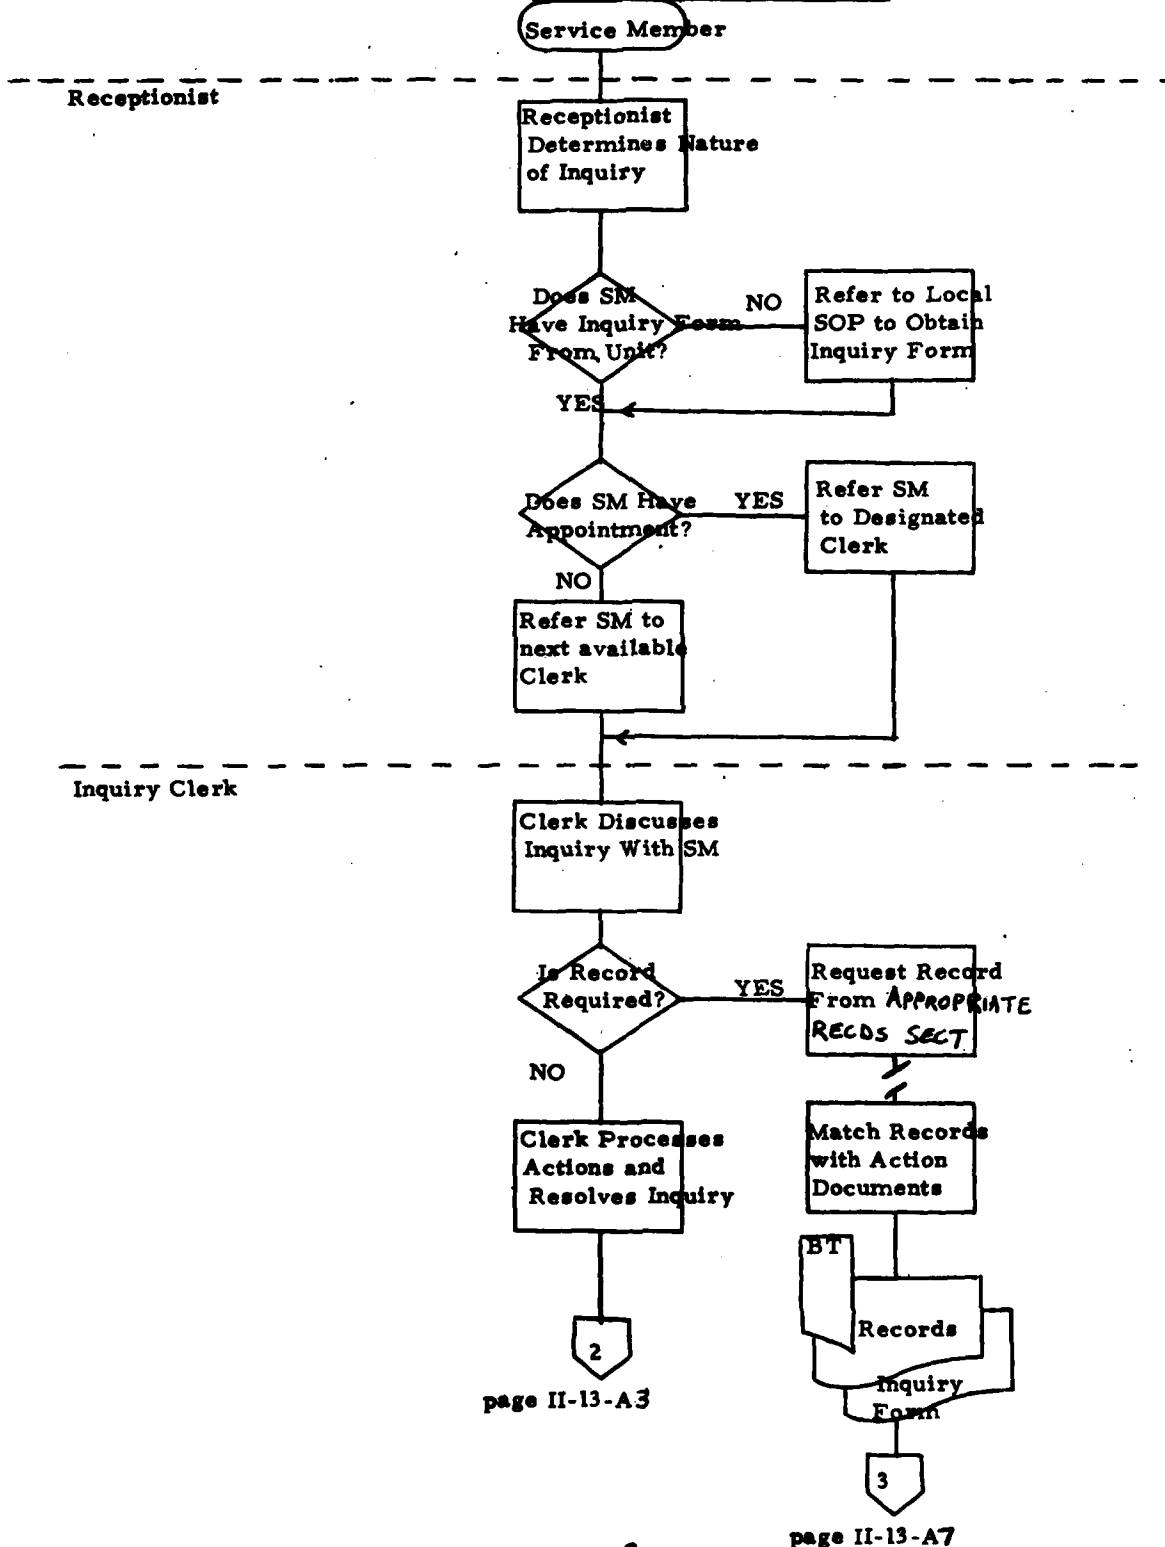 Service Member
Receptionist
Receptionist
Determines Nature
of Inquiry
Does SM
Have Inquiry Form
From Unit?
NO
Refer to Local
SOP to Obtain
Inquiry Form
YES
Does SM Have
Appointment?
YES
Refer SM
to Designated
Clerk
NO
Refer SM to
next available
Clerk
Inquiry Clerk
Clerk Discusses
Inquiry With SM
Is Record
Required?
YES
Request Record
From APPROPRIATE
RECDS SECT
NO
Clerk Processes
Actions and
Resolves Inquiry
Match Records
with Action
Documents
BT
Records
Inquiry
Form
2
page II-13-A3
3
page II-13-A7